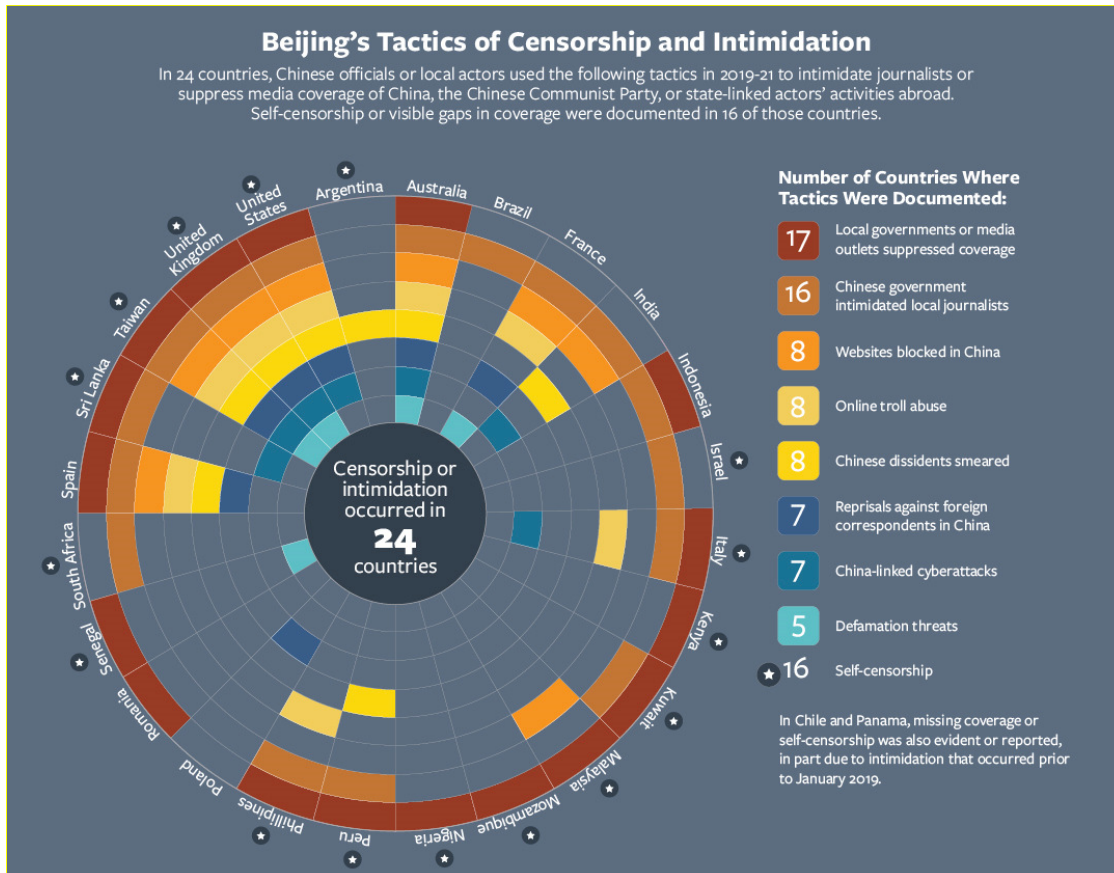 Beijing's Tactics of Censorship and Intimidation
In 24 countries, Chinese officials or local actors used the following tactics in 2019-21 to intimidate journalists or
suppress media coverage of China, the Chinese Communist Party, or state-linked actors' activities abroad.
Self-censorship or visible gaps in coverage were documented in 16 of those countries.
Argentina
Australia
Brazil
France
India
Indonesia
Israel
Italy
Kenya
Kuwait
Malaysia
Mozambique
Nigeria
Peru
Phillipines
Poland
Romania
Senegal
South Africa
Spain
Sri Lanka
Taiwan
United
Kingdom
United
States
Censorship or
intimidation
occurred in
24
countries
Number of Countries Where
Tactics Were Documented:
17
Local governments or media
outlets suppressed coverage
16
Chinese government
intimidated local journalists
8
Websites blocked in China
8
Online troll abuse
8
Chinese dissidents smeared
7
Reprisals against foreign
correspondents in China
7
China-linked cyberattacks
5
Defamation threats
16
Self-censorship
In Chile and Panama, missing coverage or
self-censorship was also evident or reported,
in part due to intimidation that occurred prior
to January 2019.